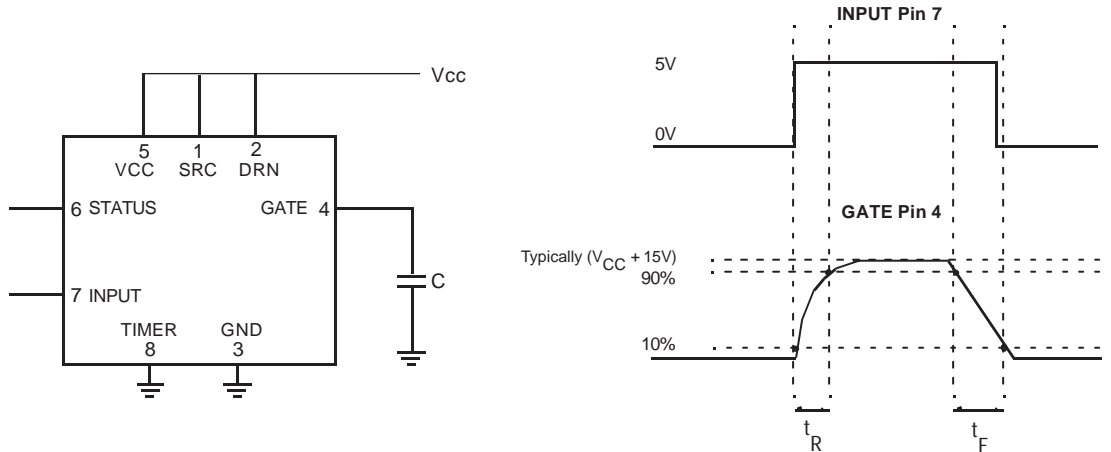 Vcc
5 1 2
VCC SRC DRN
6 STATUS
GATE 4
C
7 INPUT
TIMER GND
8 3
INPUT Pin 7
5V
0V
GATE Pin 4
Typically (VCC + 15V)
90%
10%
tR tF